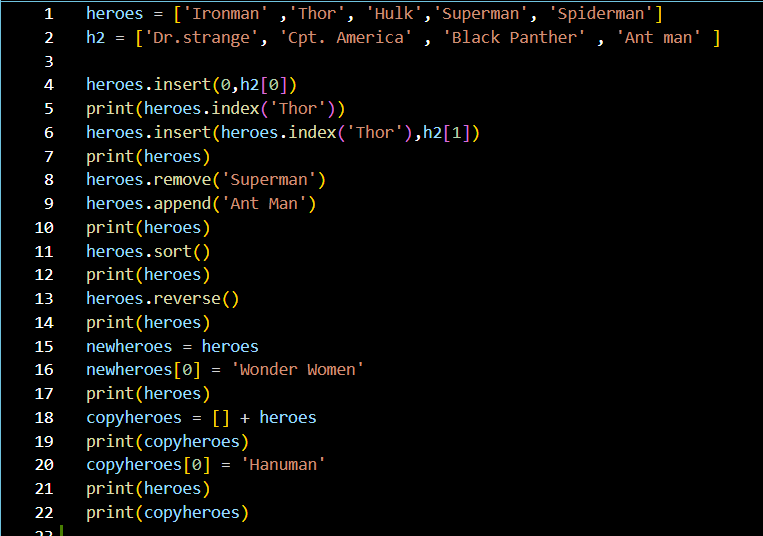 1 heroes = ['Ironman' ,'Thor', 'Hulk','Superman', 'Spiderman']
2 h2 = ['Dr.strange', 'Cpt. America' , 'Black Panther' , 'Ant man' ]
3
4 heroes.insert(0,h2[0])
5 print(heroes.index('Thor'))
6 heroes.insert(heroes.index('Thor'),h2[1])
7 print(heroes)
8 heroes.remove('Superman')
9 heroes.append('Ant Man')
10 print(heroes)
11 heroes.sort()
12 print(heroes)
13 heroes.reverse()
14 print(heroes)
15 newheroes = heroes
16 newheroes[0] = 'Wonder Women'
17 print(heroes)
18 copyheroes = [] + heroes
19 print(copyheroes)
20 copyheroes[0] = 'Hanuman'
21 print(heroes)
22 print(copyheroes)
23